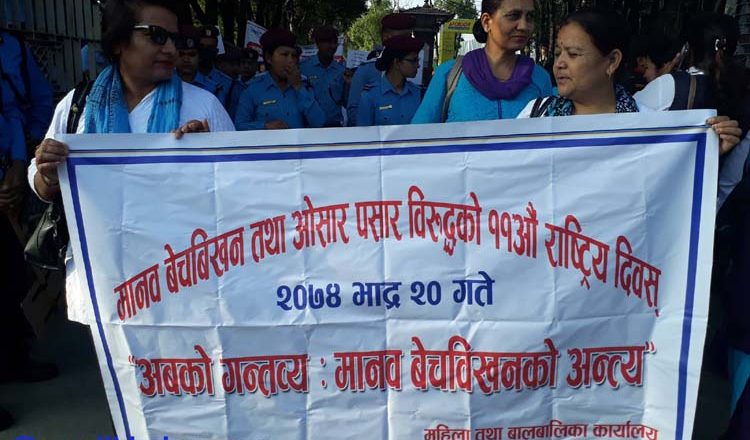 मानव बेचबिखन तथा ओसार पसार विरुद्धको ११औं राष्ट्रिय दिवस्
२०७४ भाद्र २० गते
"अबको गन्तव्य : मानव बेचविखनको अन्त्य"
महिला तथा बालबालिका कार्यालय